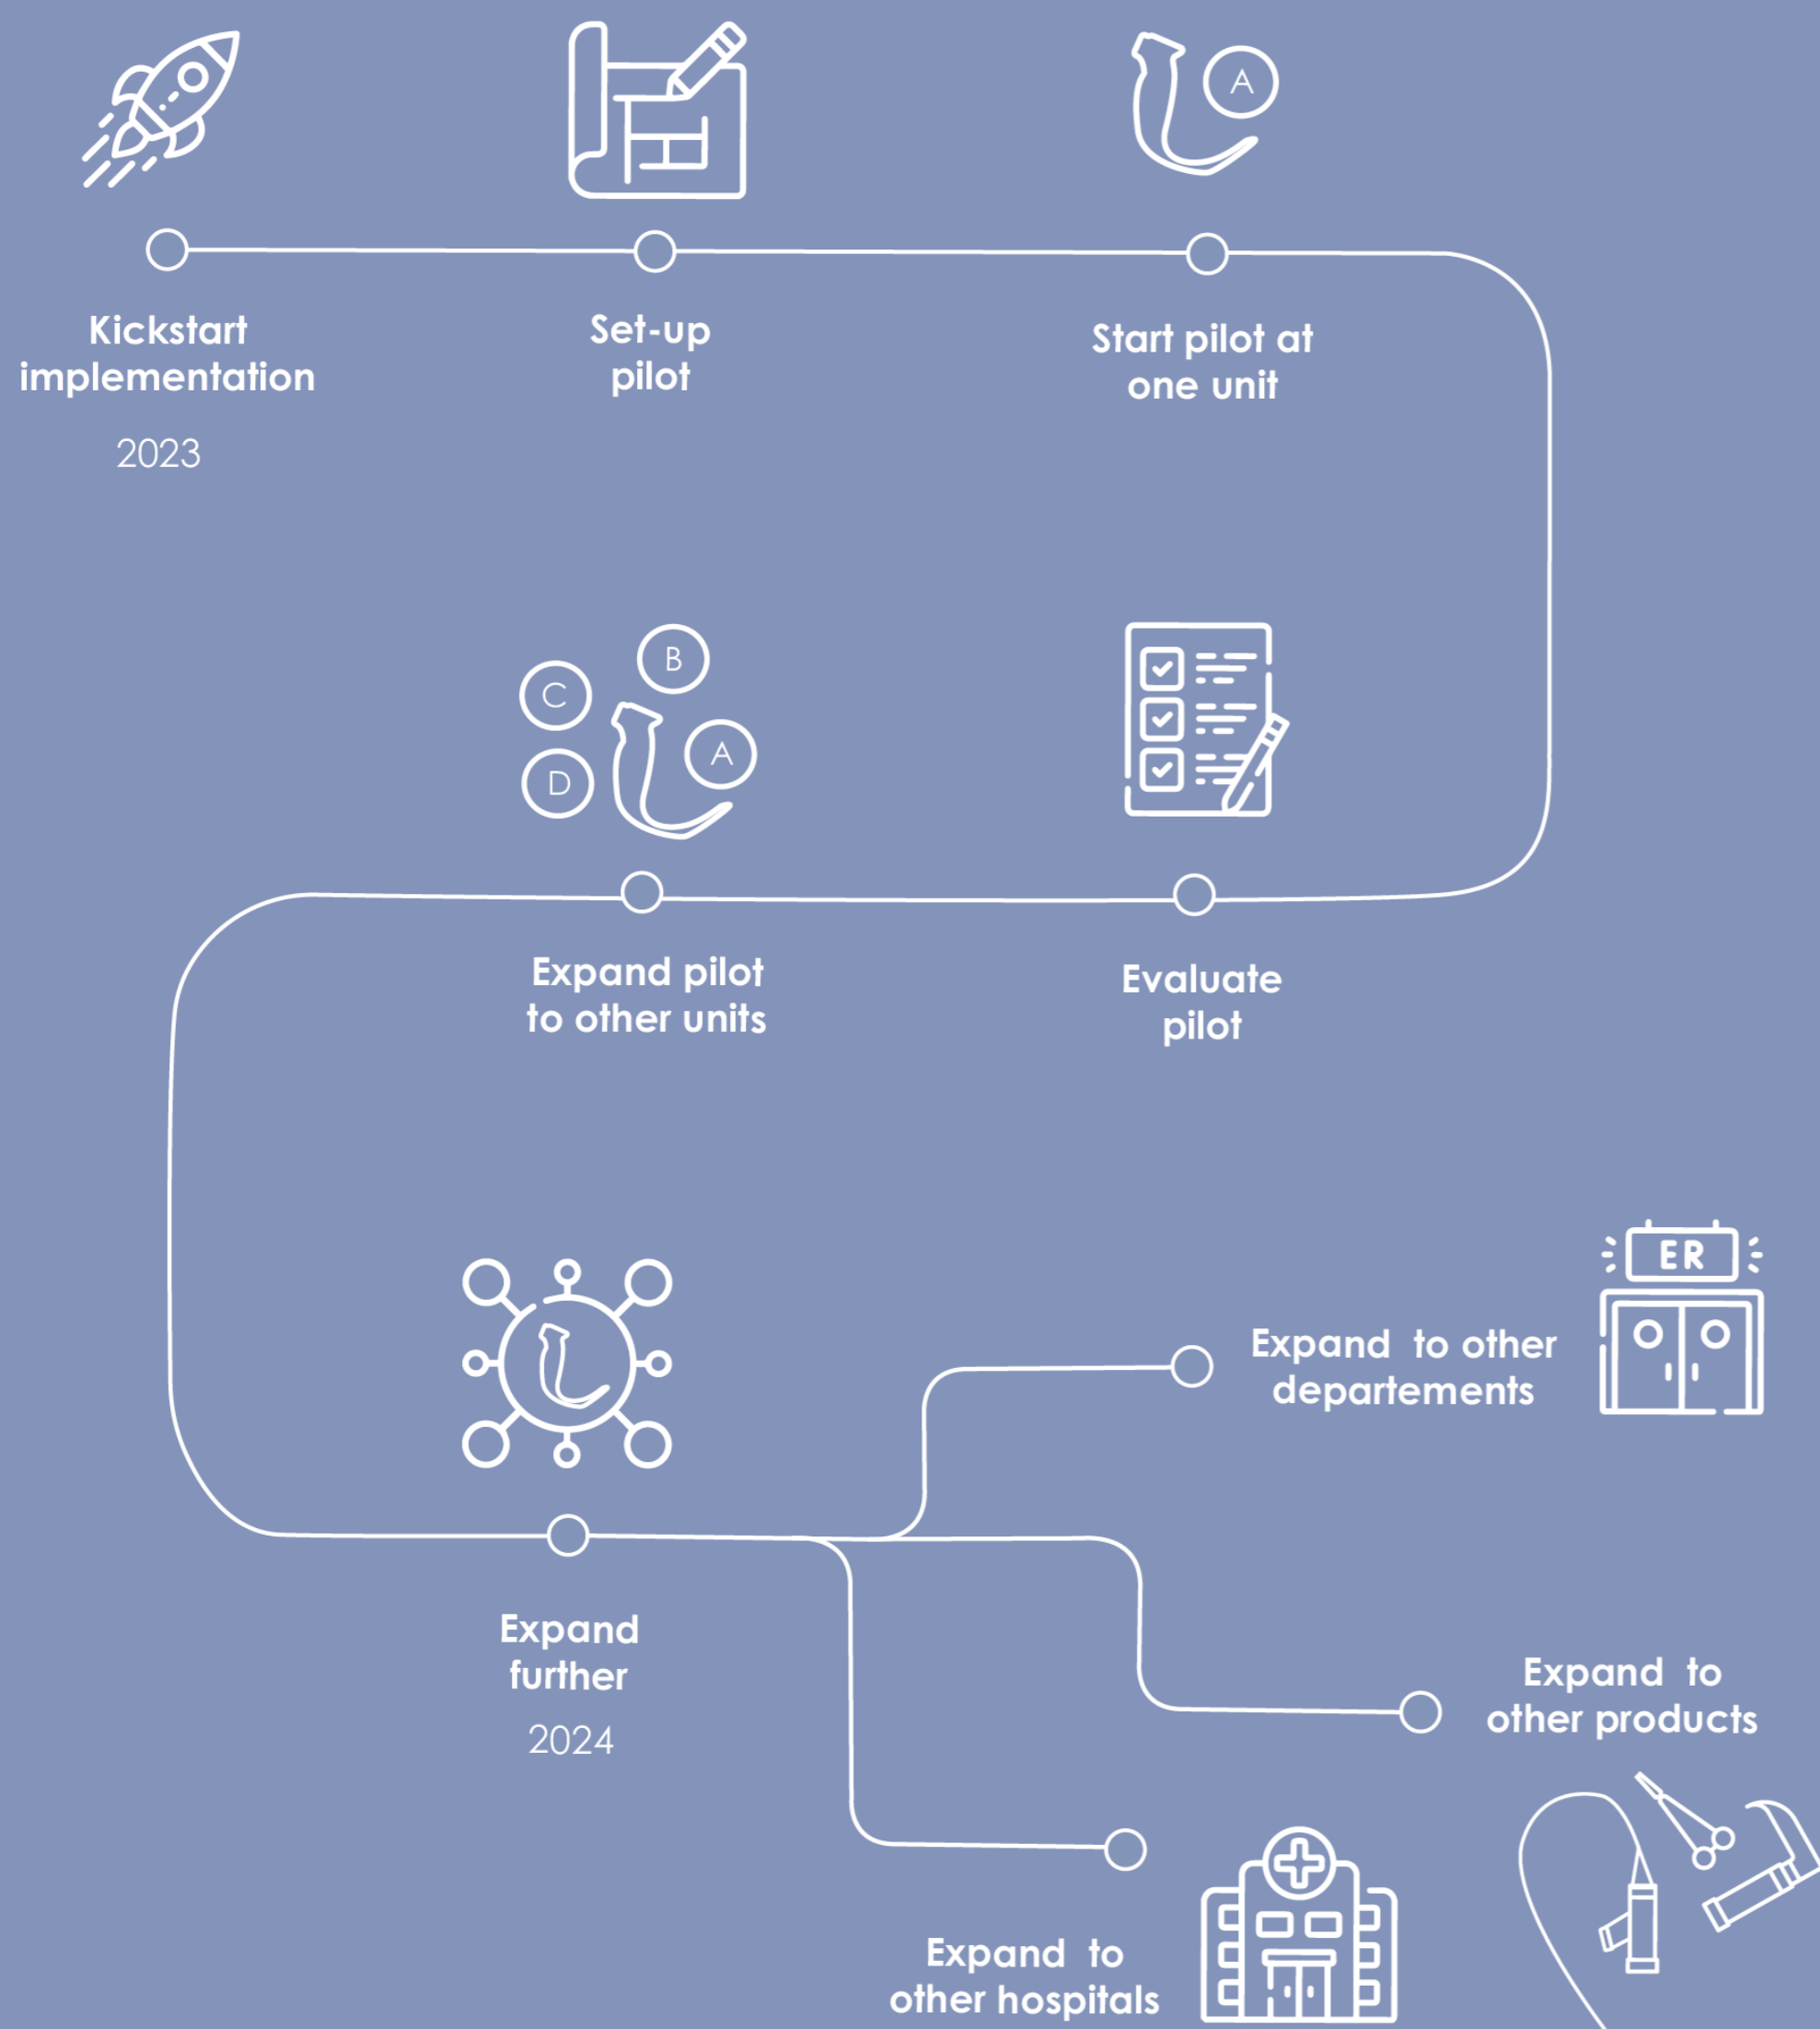 A
Kickstart
implementation
2023
Set-up
pilot
Start pilot at
one unit
B
C
A
D
Expand pilot
to other units
Evaluate
pilot
ER
Expand to other
departements
Expand
further
2024
Expand to
other products
Expand to
other hospitals